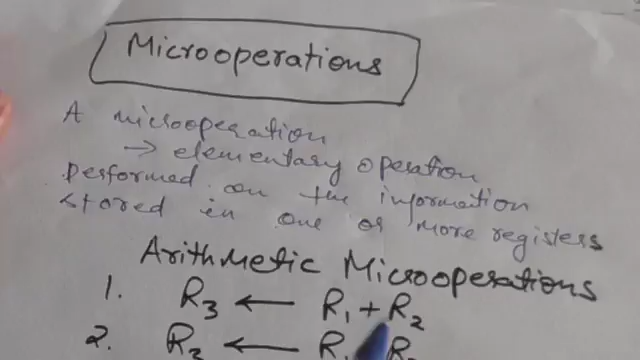 Microoperations
A microoperation
→ elementary operation
performed on the information
stored in one or more registers
Arithmetic Microoperations
1. R3 ← R1 + R2
2. R3 ← R1